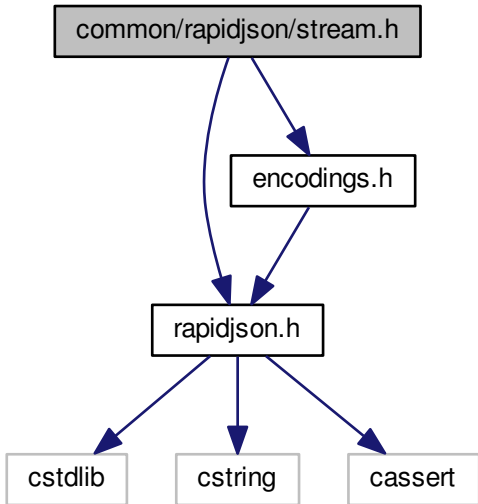 common/rapidjson/stream.h
encodings.h
rapidjson.h
cstdlib
cstring
cassert